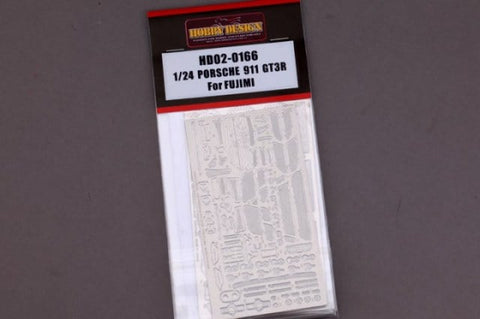 HOBBY DESIGN
HD02-0166
1/24 PORSCHE 911 GT3R
For FUJIMI